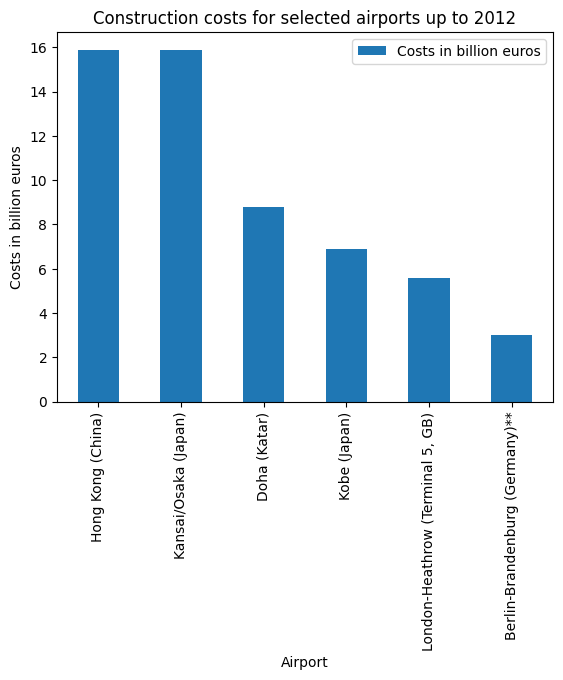 Construction costs for selected airports up to 2012
Costs in billion euros
Costs in billion euros
16
14
12
10
8
6
4
2
0
Hong Kong (China)
Kansai/Osaka (Japan)
Doha (Katar)
Kobe (Japan)
London-Heathrow (Terminal 5, GB)
Berlin-Brandenburg (Germany)**
Airport